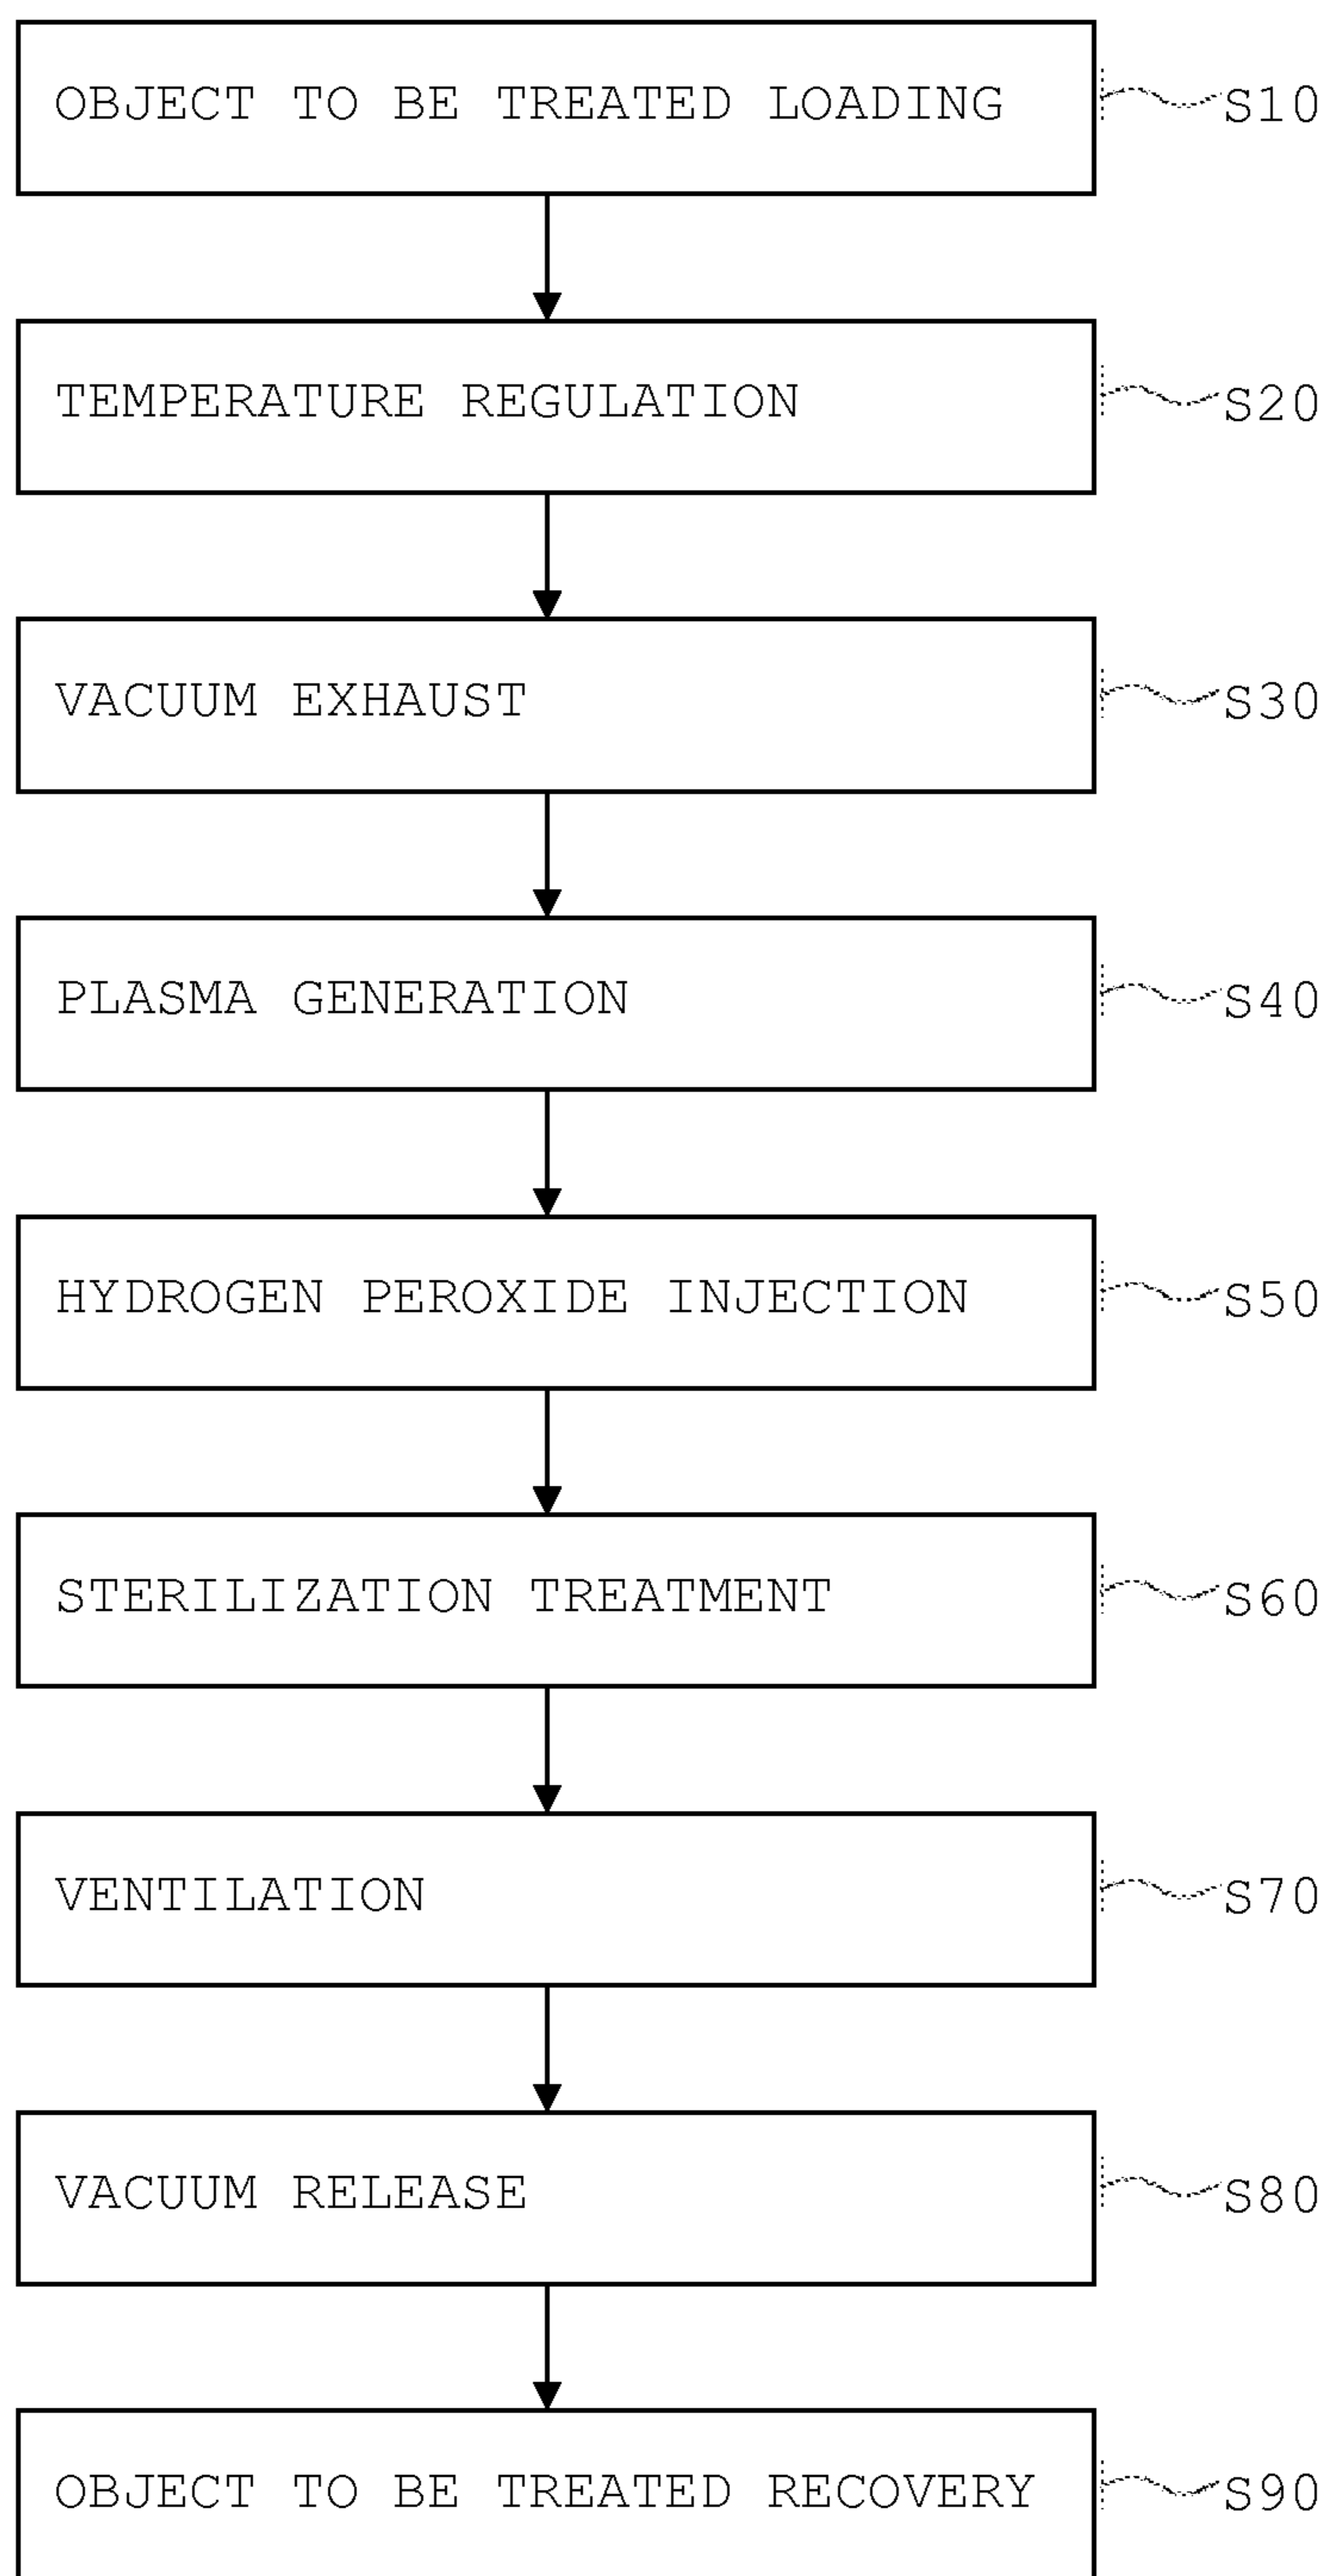 OBJECT TO BE TREATED LOADING S10
TEMPERATURE REGULATION S20
VACUUM EXHAUST S30
PLASMA GENERATION S40
HYDROGEN PEROXIDE INJECTION S50
STERILIZATION TREATMENT S60
VENTILATION S70
VACUUM RELEASE S80
OBJECT TO BE TREATED RECOVERY S90